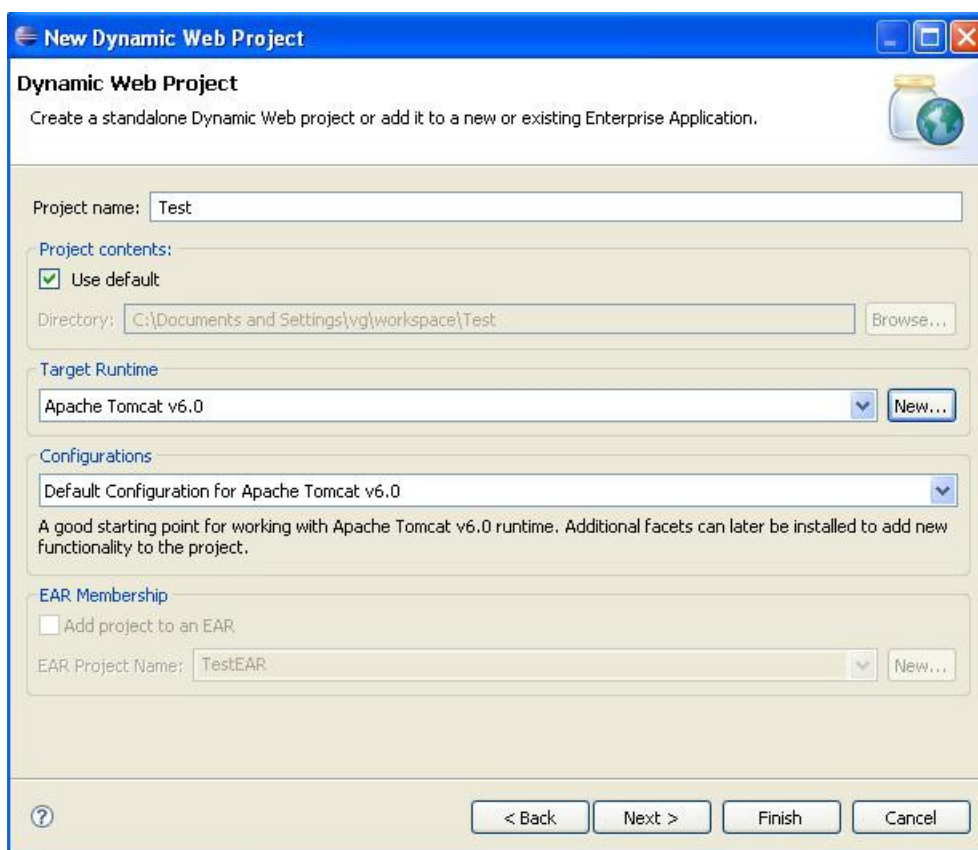 New Dynamic Web Project
Dynamic Web Project
Create a standalone Dynamic Web project or add it to a new or existing Enterprise Application.
Project name: Test
Project contents:
Use default
Directory: C:\Documents and Settings\vg\workspace\Test Browse...
Target Runtime
Apache Tomcat v6.0 New...
Configurations
Default Configuration for Apache Tomcat v6.0
A good starting point for working with Apache Tomcat v6.0 runtime. Additional facets can later be installed to add new
functionality to the project.
EAR Membership
Add project to an EAR
EAR Project Name: TestEAR New...
? < Back Next > Finish Cancel